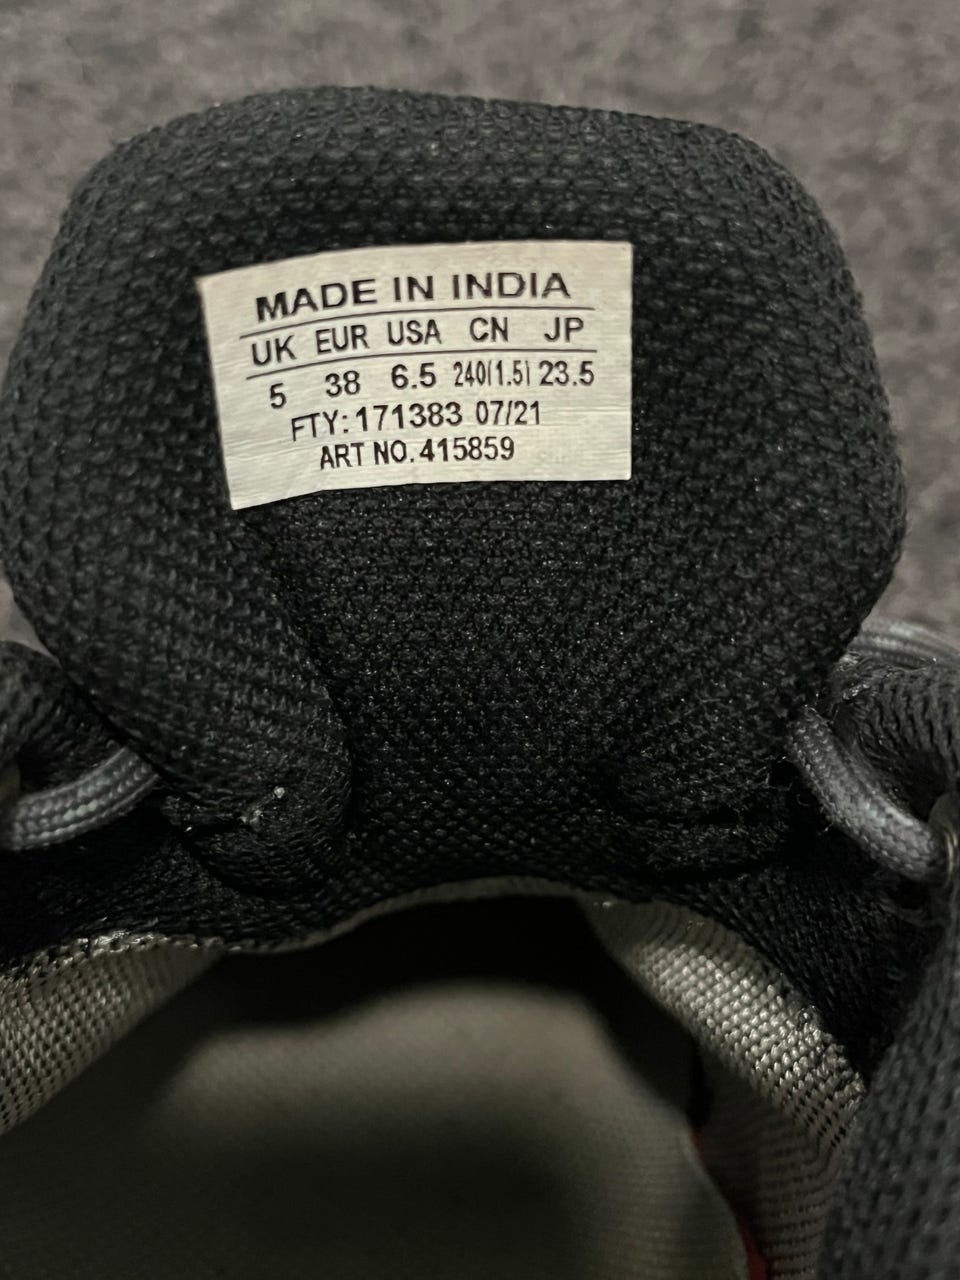 MADE IN INDIA
UK EUR USA CN JP
5 38 6.5 240(1.5) 23.5
FTY: 171383 07/21
ART NO. 415859